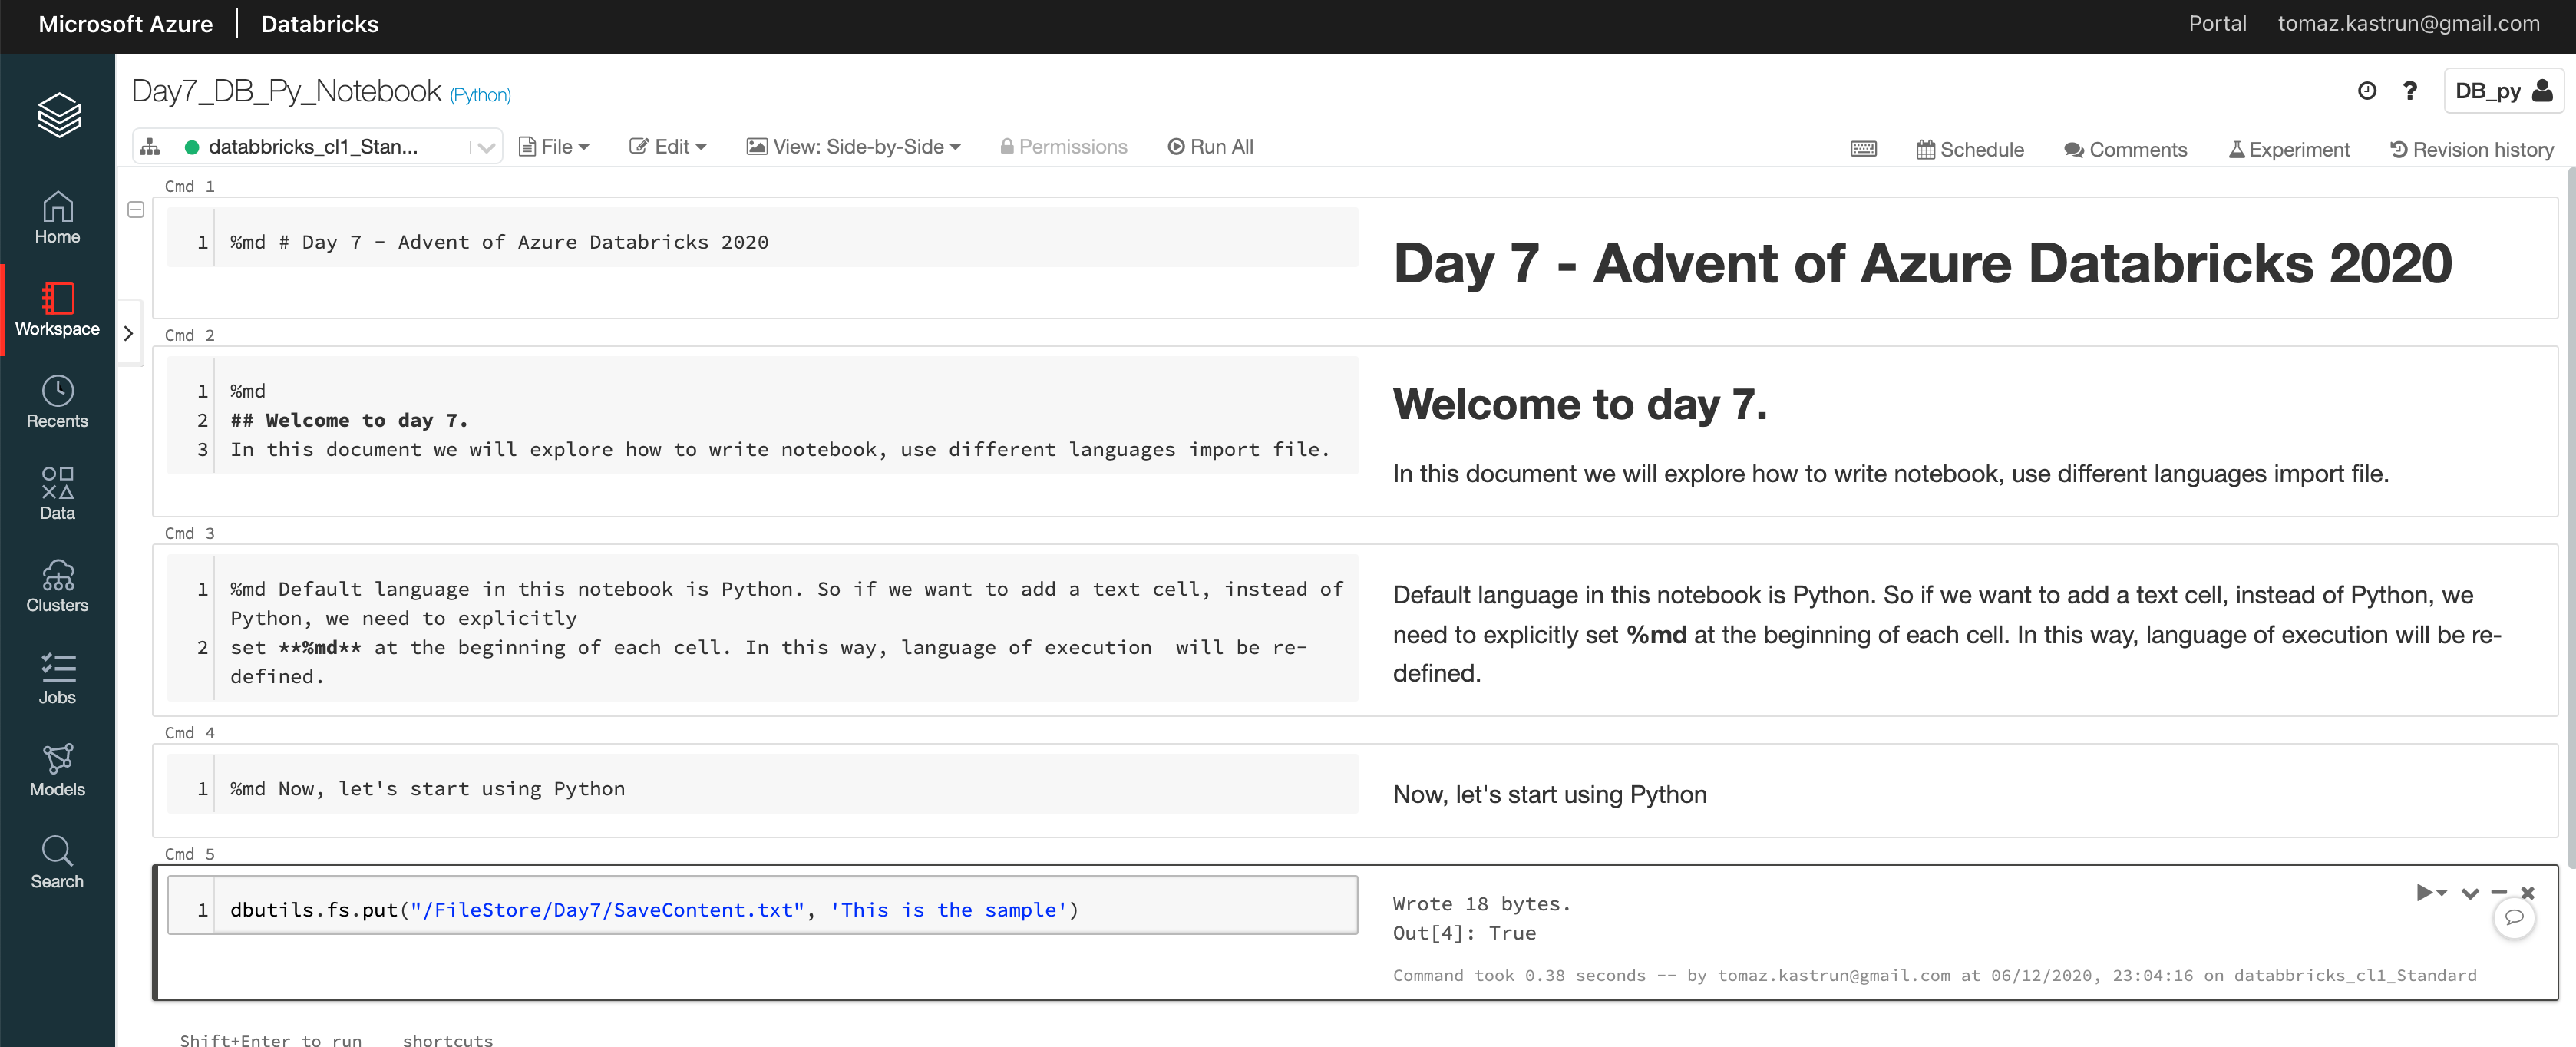 Microsoft Azure | Databricks
Portal tomaz.kastrun@gmail.com
Day7_DB_Py_Notebook (Python)
? DB_py
databbricks_cl1_Stan... File Edit View: Side-by-Side Permissions Run All
Schedule Comments Experiment Revision history
Home
Workspace
Recents
Data
Clusters
Jobs
Models
Search
Cmd 1
1 %md # Day 7 - Advent of Azure Databricks 2020
Day 7 - Advent of Azure Databricks 2020
Cmd 2
1 %md
2 ## Welcome to day 7.
3 In this document we will explore how to write notebook, use different languages import file.
Welcome to day 7.
In this document we will explore how to write notebook, use different languages import file.
Cmd 3
1 %md Default language in this notebook is Python. So if we want to add a text cell, instead of
Python, we need to explicitly
2 set **%md** at the beginning of each cell. In this way, language of execution  will be re-
defined.
Default language in this notebook is Python. So if we want to add a text cell, instead of Python, we
need to explicitly set %md at the beginning of each cell. In this way, language of execution will be re-
defined.
Cmd 4
1 %md Now, let's start using Python
Now, let's start using Python
Cmd 5
1 dbutils.fs.put("/FileStore/Day7/SaveContent.txt", 'This is the sample')
Wrote 18 bytes.
Out[4]: True
Command took 0.38 seconds -- by tomaz.kastrun@gmail.com at 06/12/2020, 23:04:16 on databbricks_cl1_Standard
Shift+Enter to run shortcuts